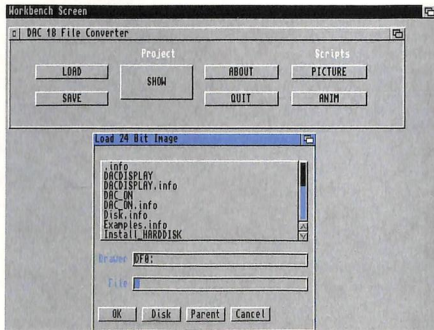 Workbench Screen
DAC 18 File Converter
Project
Scripts
LOAD
SHOW
ABOUT
PICTURE
SAVE
QUIT
ANIM
Load 24 Bit Image
.info
DACDISPLAY
DACDISPLAY.info
DAC_ON
DAC_ON.info
Disk.info
Examples.info
Install_HARDDISK
Drawer DF0:
File
OK
Disk
Parent
Cancel